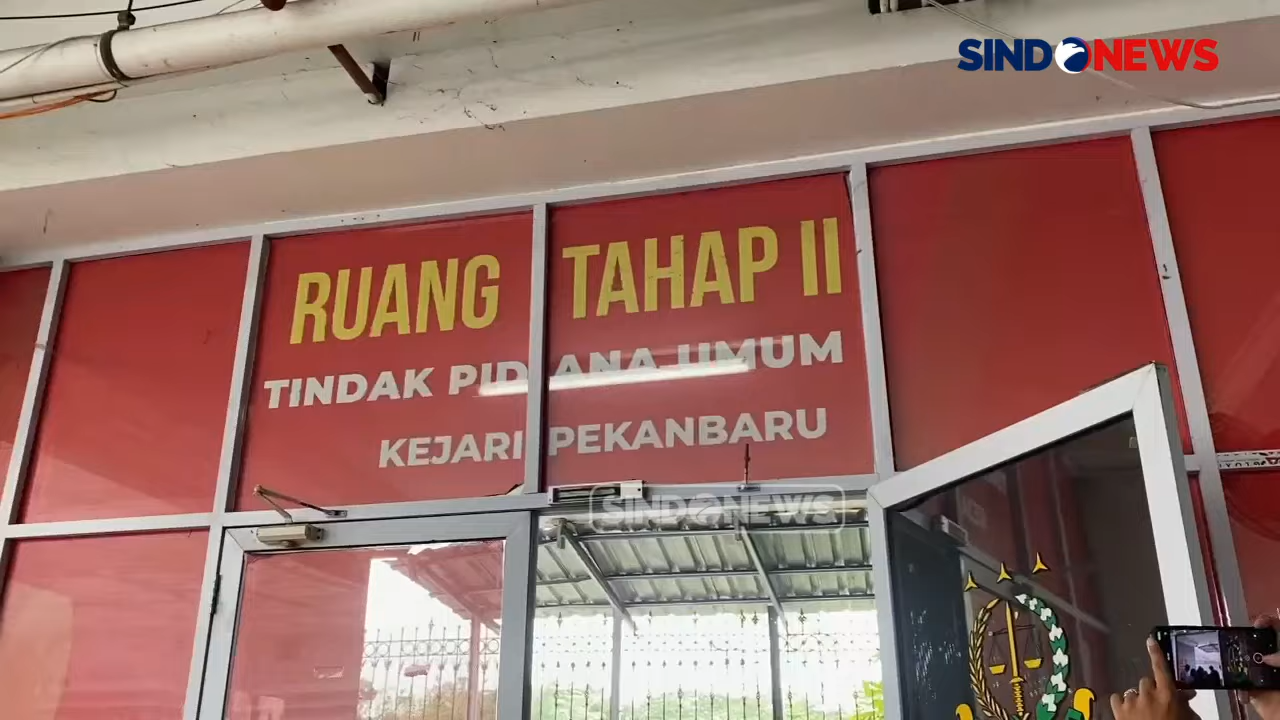 SINDONEWS
RUANG TAHAP II
TINDAK PIDANA UMUM
KEJARI PEKANBARU
SINDONEWS